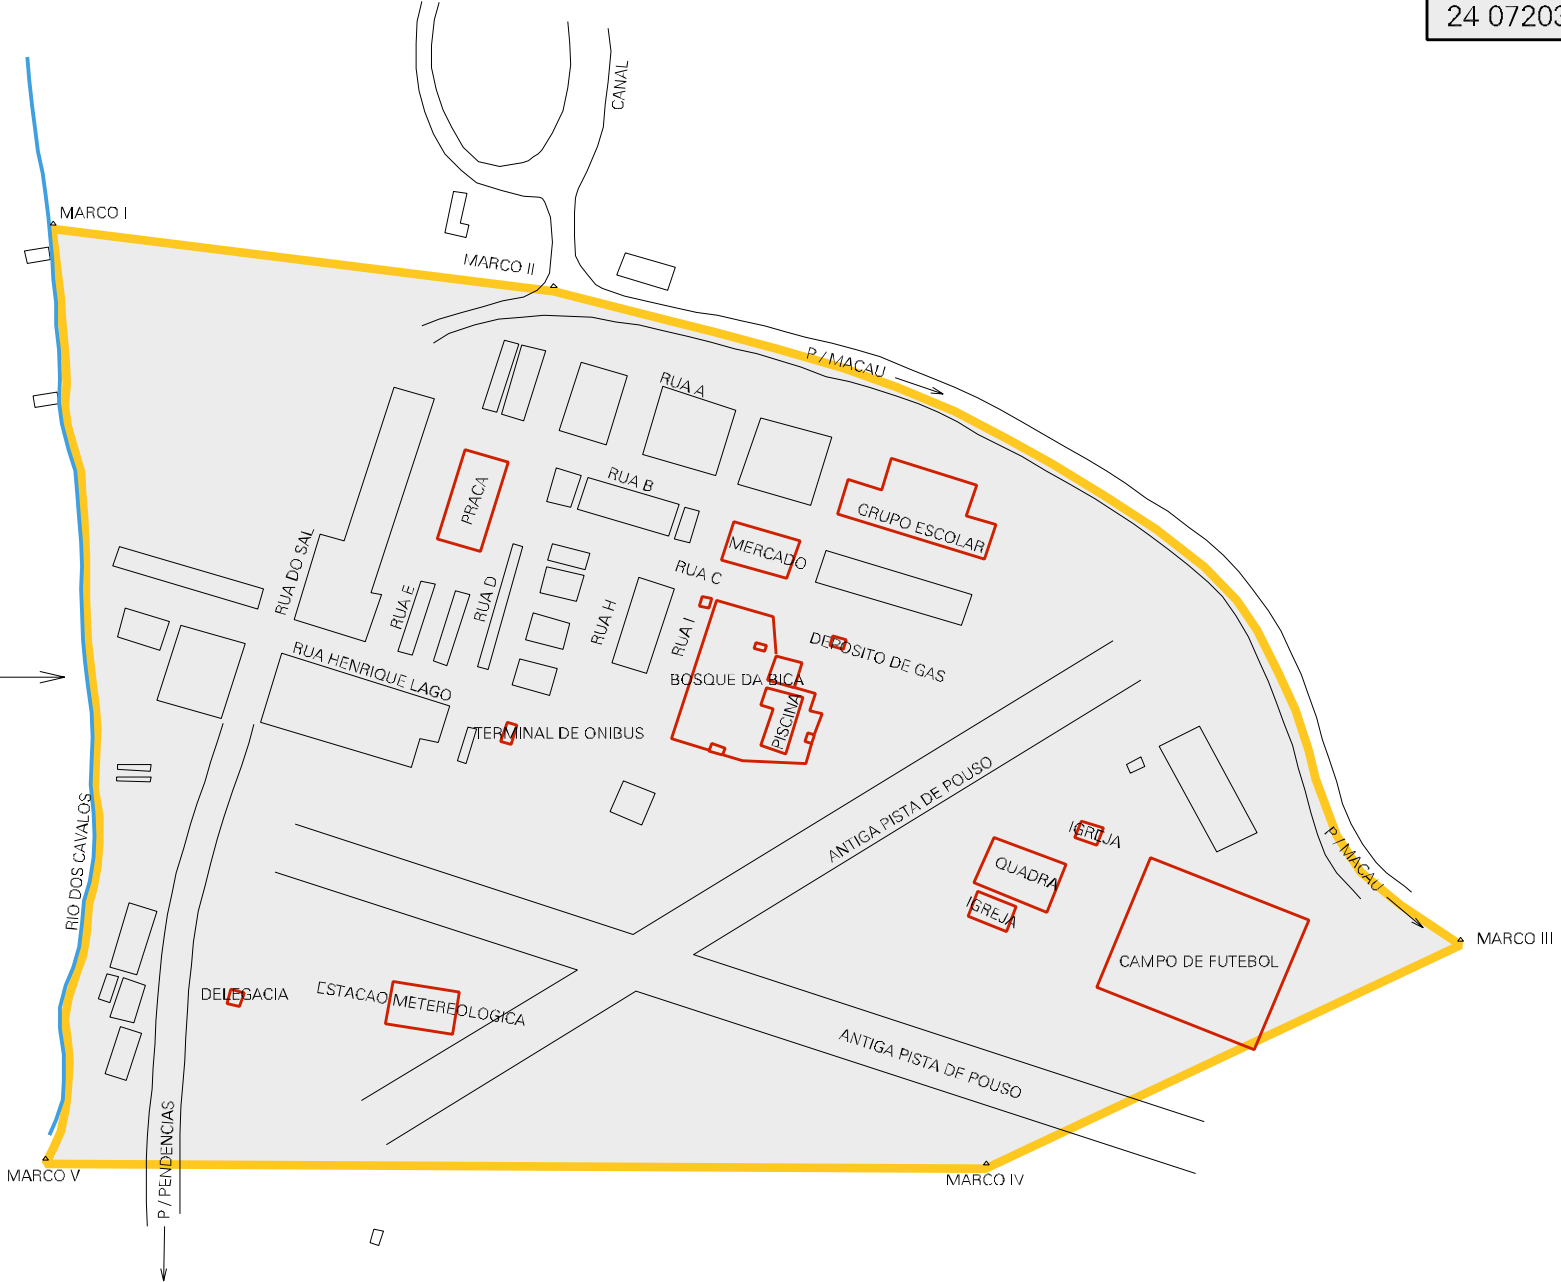 24 07203
CANAL
MARCO I
MARCO II
P / MACAU
RUA A
RUA B
PRACA
GRUPO ESCOLAR
MERCADO
RUA C
RUA DO SAL
RUA E
RUA D
RUA H
RUA I
DEPOSITO DE GAS
RUA HENRIQUE LAGO
BOSQUE DA BICA
PISCINA
TERMINAL DE ONIBUS
ANTIGA PISTA DE POUSO
RIO DOS CAVALOS
IGREJA
P / MACAU
QUADRA
IGREJA
MARCO III
CAMPO DE FUTEBOL
DELEGACIA
ESTACAO METEREOLOGICA
ANTIGA PISTA DE POUSO
P / PENDENCIAS
MARCO V
MARCO IV